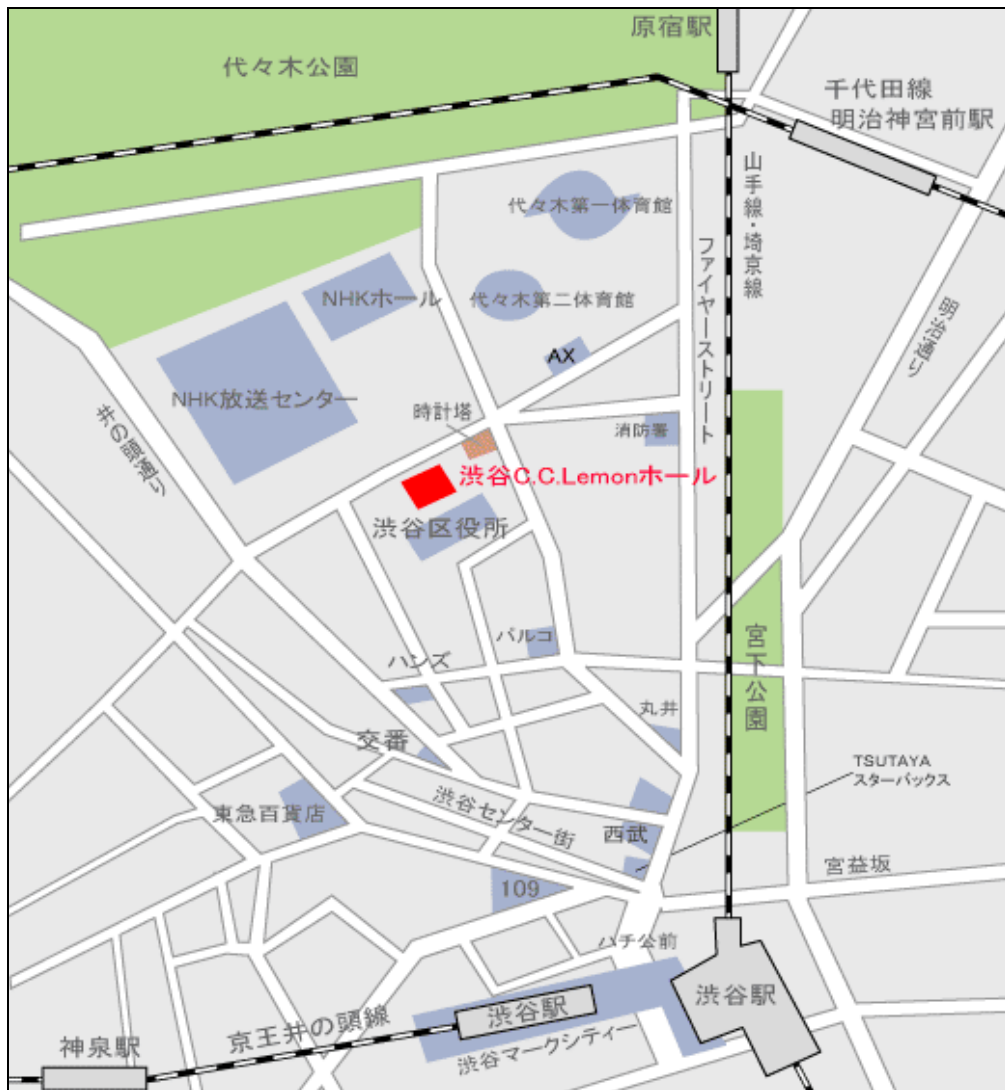 原宿駅
代々木公園
千代田線
明治神宮前駅
山手線・埼京線
代々木第一体育館
ファイヤーストリート
NHKホール
代々木第二体育館
明治通り
AX
NHK放送センター
井の頭通り
時計塔
消防署
渋谷C.C.Lemonホール
渋谷区役所
パルコ
宮下公園
ハンズ
丸井
交番
TSUTAYA
スターバックス
渋谷センター街
東急百貨店
西武
宮益坂
109
ハチ公前
渋谷駅
渋谷駅
京王井の頭線
神泉駅
渋谷マークシティー